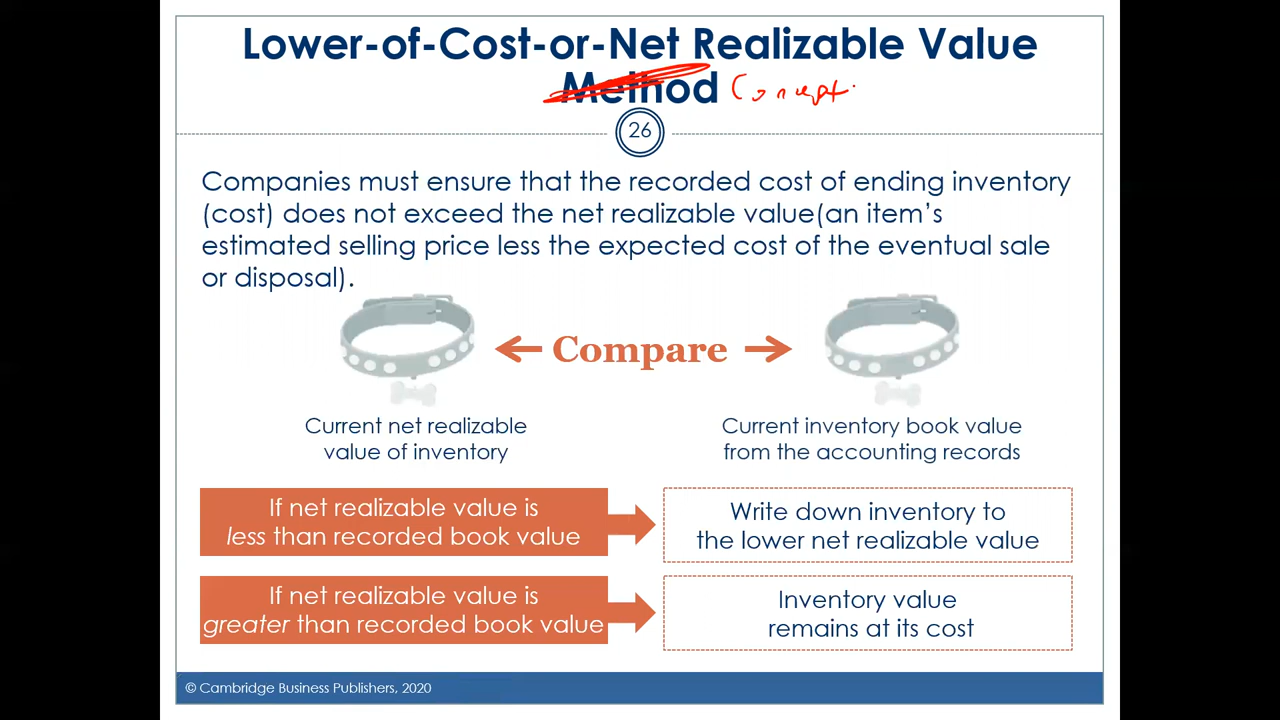 Lower-of-Cost-or-Net Realizable Value
Method Concept
26
Companies must ensure that the recorded cost of ending inventory
(cost) does not exceed the net realizable value(an item's
estimated selling price less the expected cost of the eventual sale
or disposal).
Compare
Current net realizable
value of inventory
Current inventory book value
from the accounting records
If net realizable value is
less than recorded book value
Write down inventory to
the lower net realizable value
If net realizable value is
greater than recorded book value
Inventory value
remains at its cost
© Cambridge Business Publishers, 2020